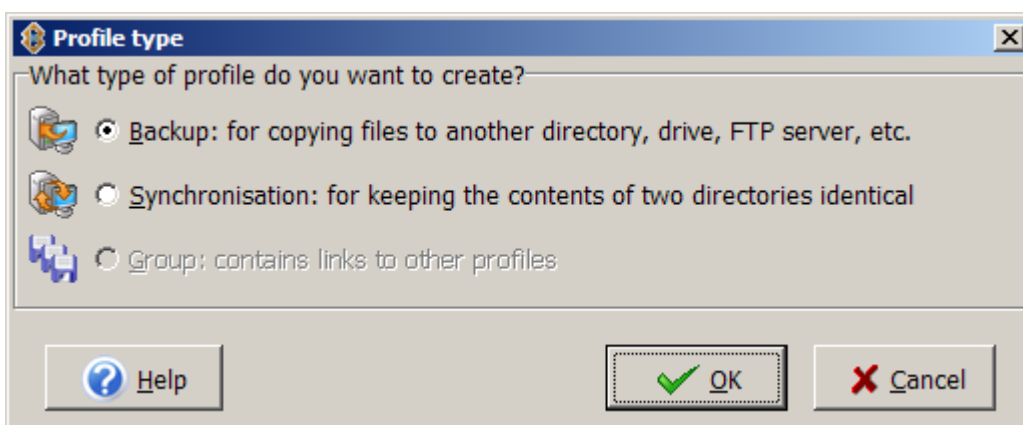 Profile type
What type of profile do you want to create?
Backup: for copying files to another directory, drive, FTP server, etc.
Synchronisation: for keeping the contents of two directories identical
Group: contains links to other profiles
Help
OK
Cancel